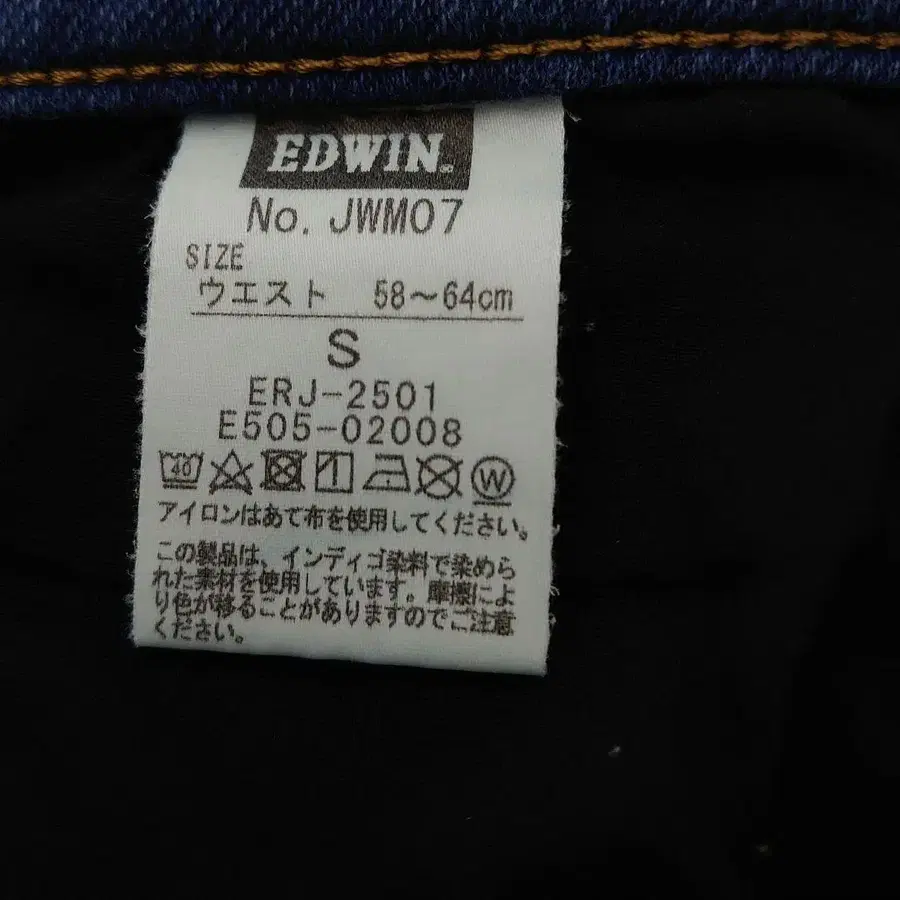 EDWIN®
No. JWM07
SIZE
ウエスト 58～64cm
S
ERJ-2501
E505-02008
40 W
アイロンはあて布を使用してください。
この製品は、インディゴ染料で染めら
れた素材を使用しています。摩擦によ
り色が移ることがありますのでご注意
ください。